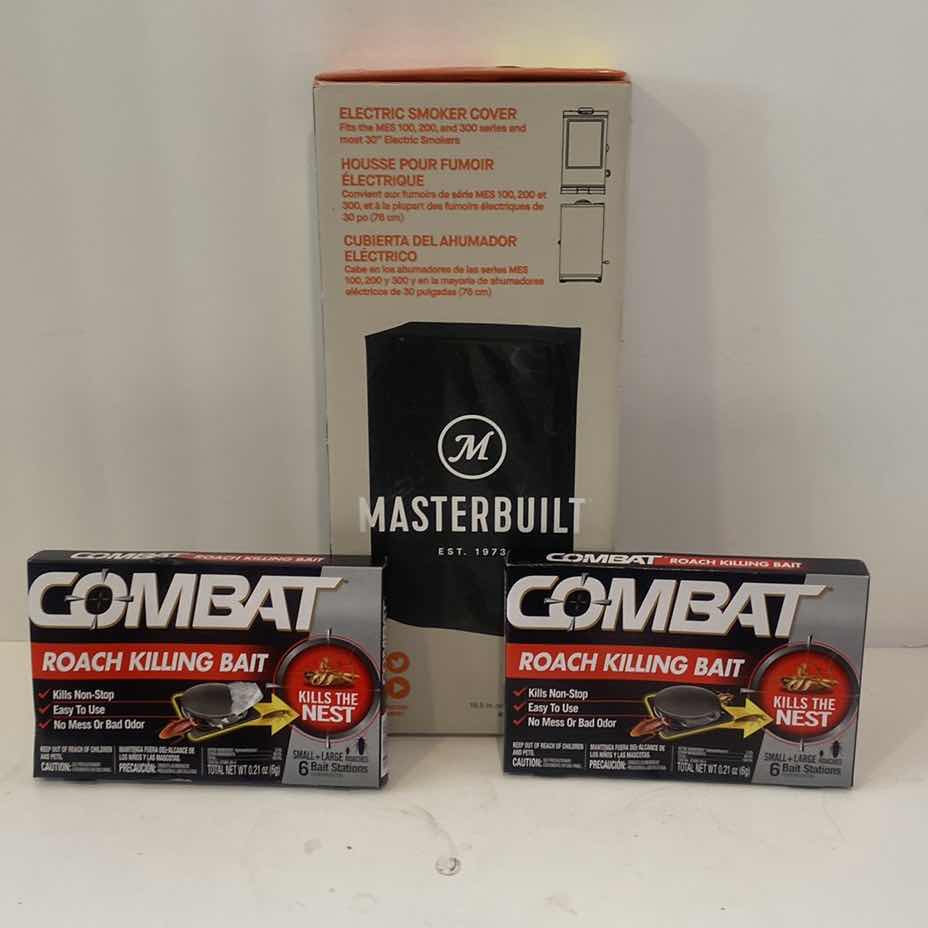 ELECTRIC SMOKER COVER
Fits the MES 100, 200, and 300 series and
most 30" Electric Smokers
HOUSSE POUR FUMOIR
ÉLECTRIQUE
Convient aux fumoirs de série MES 100, 200 et
300, et à la plupart des fumoirs électriques de
30 po (76 cm)
CUBIERTA DEL AHUMADOR
ELÉCTRICO
Cabe en los ahumadores de las series MES
100, 200 y 300 y en la mayoría de ahumadores
eléctricos de 30 pulgadas (76 cm)
M
MASTERBUILT
EST. 1973
COMBAT ROACH KILLING BAIT
COMBAT
ROACH KILLING BAIT
Kills Non-Stop
Easy To Use
No Mess Or Bad Odor
KILLS THE
NEST
KEEP OUT OF REACH OF CHILDREN
AND PETS.
CAUTION:
MANTENGA FUERA DEL ALCANCE DE
LOS NIÑOS Y LAS MASCOTAS.
PRECAUCIÓN:
TOTAL NET WT 0.21 oz (6g)
SMALL + LARGE ROACHES
6 Bait Stations
COMBAT ROACH KILLING BAIT
COMBAT
ROACH KILLING BAIT
Kills Non-Stop
Easy To Use
No Mess Or Bad Odor
KILLS THE
NEST
KEEP OUT OF REACH OF CHILDREN
AND PETS.
CAUTION:
MANTENGA FUERA DEL ALCANCE DE
LOS NIÑOS Y LAS MASCOTAS.
PRECAUCIÓN:
TOTAL NET WT 0.21 oz (6g)
SMALL + LARGE ROACHES
6 Bait Stations